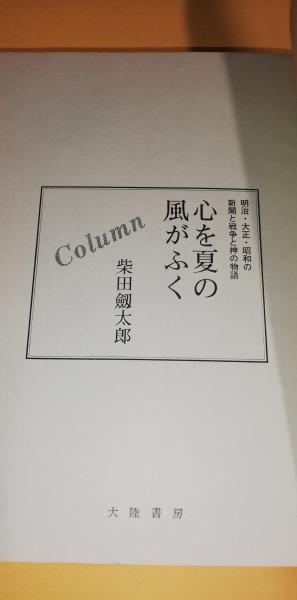 明治・大正・昭和の
新聞と戦争と神の物語
心を夏の
風がふく
Column
柴田劔太郎
大陸書房